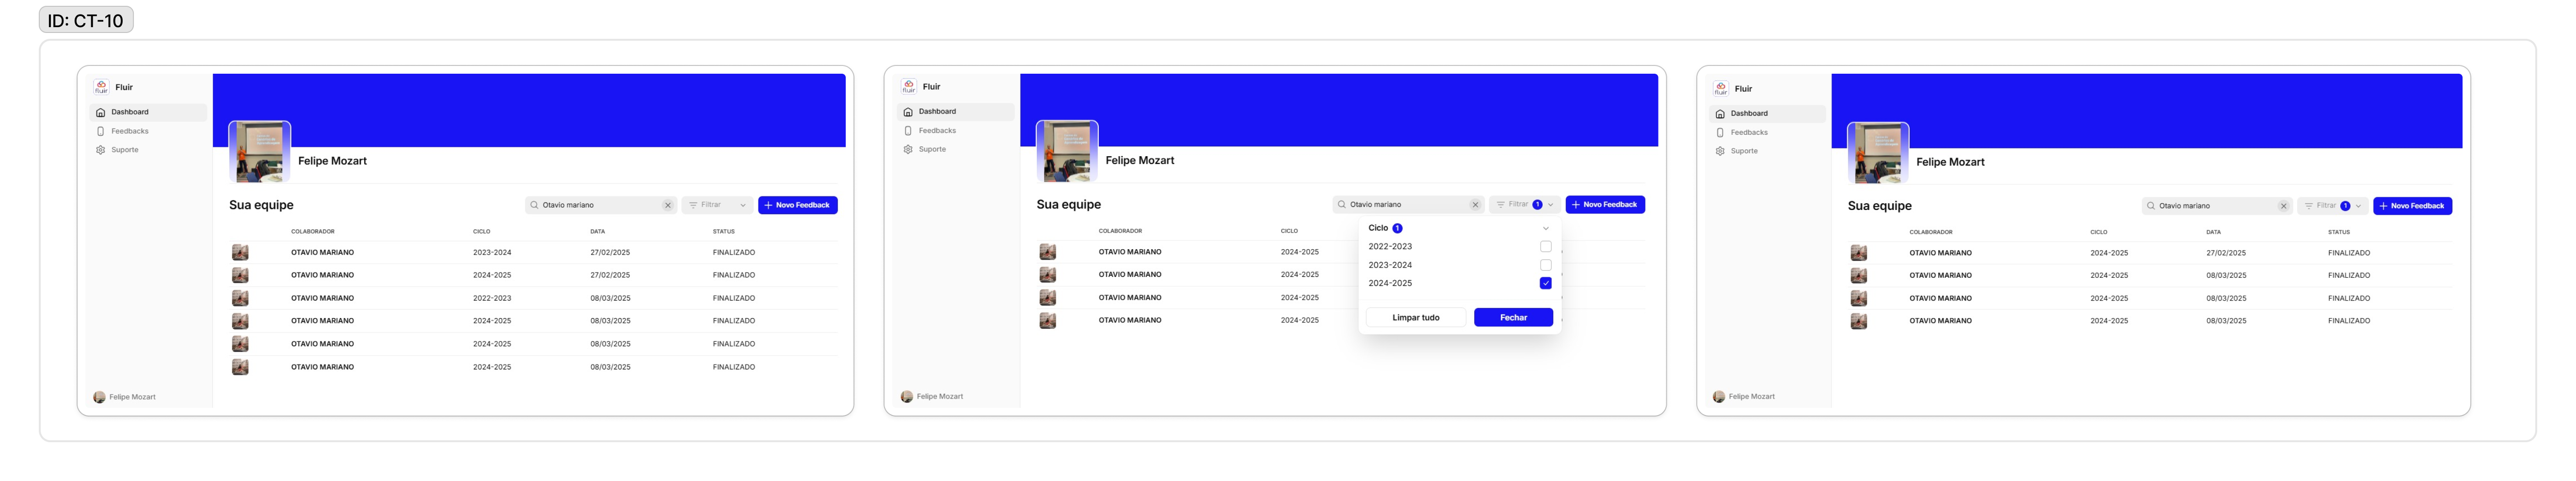 ID: CT-10
Fluir
Dashboard
Feedbacks
Suporte
Felipe Mozart
Felipe Mozart
Sua equipe
Otavio mariano
Filtrar
Novo Feedback
COLABORADOR CICLO DATA STATUS
OTAVIO MARIANO 2023-2024 27/02/2025 FINALIZADO
OTAVIO MARIANO 2024-2025 27/02/2025 FINALIZADO
OTAVIO MARIANO 2022-2023 08/03/2025 FINALIZADO
OTAVIO MARIANO 2024-2025 08/03/2025 FINALIZADO
OTAVIO MARIANO 2024-2025 08/03/2025 FINALIZADO
OTAVIO MARIANO 2024-2025 08/03/2025 FINALIZADO
Fluir
Dashboard
Feedbacks
Suporte
Felipe Mozart
Felipe Mozart
Sua equipe
Otavio mariano
Filtrar 1
Novo Feedback
COLABORADOR CICLO
OTAVIO MARIANO 2024-2025
OTAVIO MARIANO 2024-2025
OTAVIO MARIANO 2024-2025
OTAVIO MARIANO 2024-2025
Ciclo 1
2022-2023
2023-2024
2024-2025
Limpar tudo
Fechar
Fluir
Dashboard
Feedbacks
Suporte
Felipe Mozart
Felipe Mozart
Sua equipe
Otavio mariano
Filtrar 1
Novo Feedback
COLABORADOR CICLO DATA STATUS
OTAVIO MARIANO 2024-2025 27/02/2025 FINALIZADO
OTAVIO MARIANO 2024-2025 08/03/2025 FINALIZADO
OTAVIO MARIANO 2024-2025 08/03/2025 FINALIZADO
OTAVIO MARIANO 2024-2025 08/03/2025 FINALIZADO